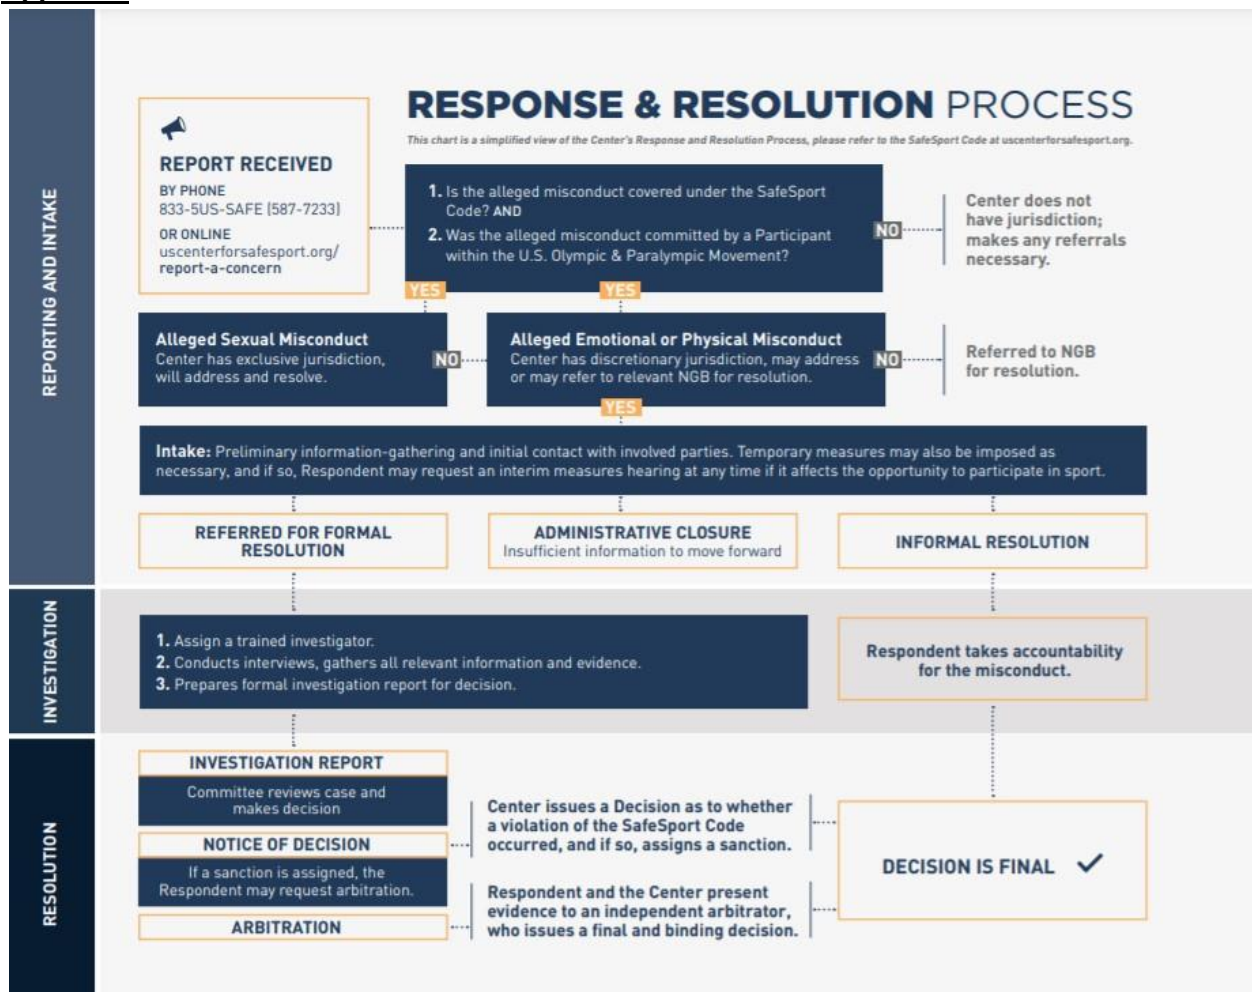 RESPONSE & RESOLUTION PROCESS
This chart is a simplified view of the Center's Response and Resolution Process, please refer to the SafeSport Code at uscenterforsafesport.org.
REPORT RECEIVED
BY PHONE
833-5US-SAFE (587-7233)
OR ONLINE
uscenterforsafesport.org/
report-a-concern
1. Is the alleged misconduct covered under the SafeSport
Code? AND
2. Was the alleged misconduct committed by a Participant
within the U.S. Olympic & Paralympic Movement?
NO
Center does not
have jurisdiction;
makes any referrals
necessary.
YES
YES
REPORTING AND INTAKE
Alleged Sexual Misconduct
Center has exclusive jurisdiction,
will address and resolve.
NO
Alleged Emotional or Physical Misconduct
Center has discretionary jurisdiction, may address
or may refer to relevant NGB for resolution.
NO
Referred to NGB
for resolution.
YES
Intake: Preliminary information-gathering and initial contact with involved parties. Temporary measures may also be imposed as
necessary, and if so, Respondent may request an interim measures hearing at any time if it affects the opportunity to participate in sport.
REFERRED FOR FORMAL
RESOLUTION
ADMINISTRATIVE CLOSURE
Insufficient information to move forward
INFORMAL RESOLUTION
INVESTIGATION
1. Assign a trained investigator.
2. Conducts interviews, gathers all relevant information and evidence.
3. Prepares formal investigation report for decision.
Respondent takes accountability
for the misconduct.
RESOLUTION
INVESTIGATION REPORT
Committee reviews case and
makes decision
NOTICE OF DECISION
If a sanction is assigned, the
Respondent may request arbitration.
ARBITRATION
Center issues a Decision as to whether
a violation of the SafeSport Code
occurred, and if so, assigns a sanction.
Respondent and the Center present
evidence to an independent arbitrator,
who issues a final and binding decision.
DECISION IS FINAL